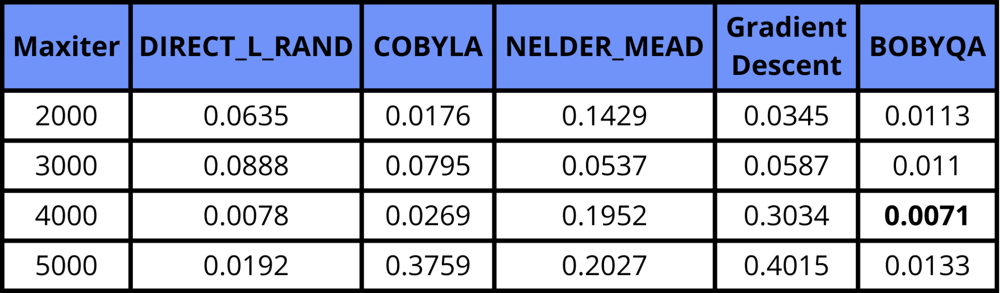 Maxiter DIRECT_L_RAND COBYLA NELDER_MEAD Gradient Descent BOBYQA
2000 0.0635 0.0176 0.1429 0.0345 0.0113
3000 0.0888 0.0795 0.0537 0.0587 0.011
4000 0.0078 0.0269 0.1952 0.3034 0.0071
5000 0.0192 0.3759 0.2027 0.4015 0.0133